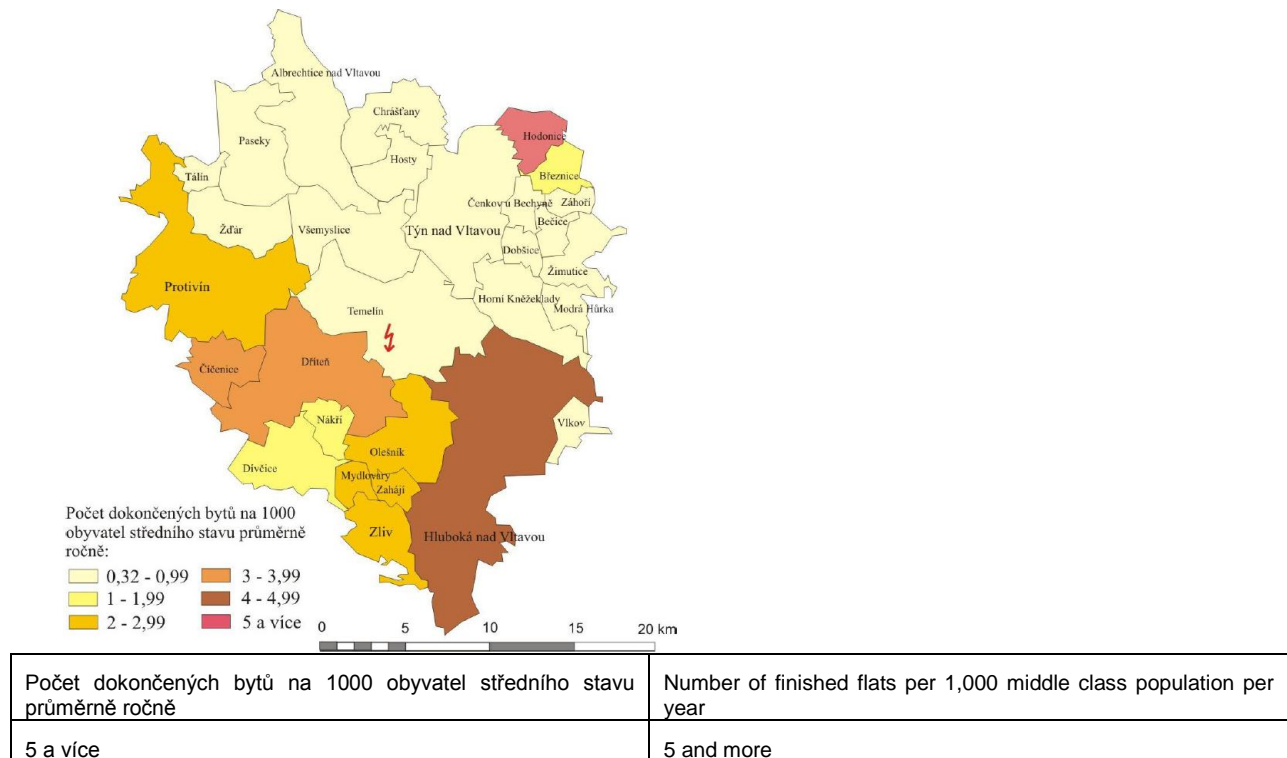 Albrechtice nad Vltavou
Chrášťany
Paseky
Hodonice
Hosty
Tálín
Březnice
Čenkov u Bechyně
Záhoří
Žďár
Všemyslice
Týn nad Vltavou
Bečice
Dobšice
Žimutice
Protivín
Horní Kněžeklady
Temelín
Modrá Hůrka
Čičenice
Dříteň
Nákří
Vlkov
Olešník
Dívčice
Mydlovary
Zahájí
Zliv
Hluboká nad Vltavou
Počet dokončených bytů na 1000
obyvatel středního stavu průměrně
ročně:
0,32 - 0,99
3 - 3,99
1 - 1,99
4 - 4,99
2 - 2,99
5 a více
0 5 10 15 20 km
Počet dokončených bytů na 1000 obyvatel středního stavu
průměrně ročně
Number of finished flats per 1,000 middle class population per
year
5 a více
5 and more